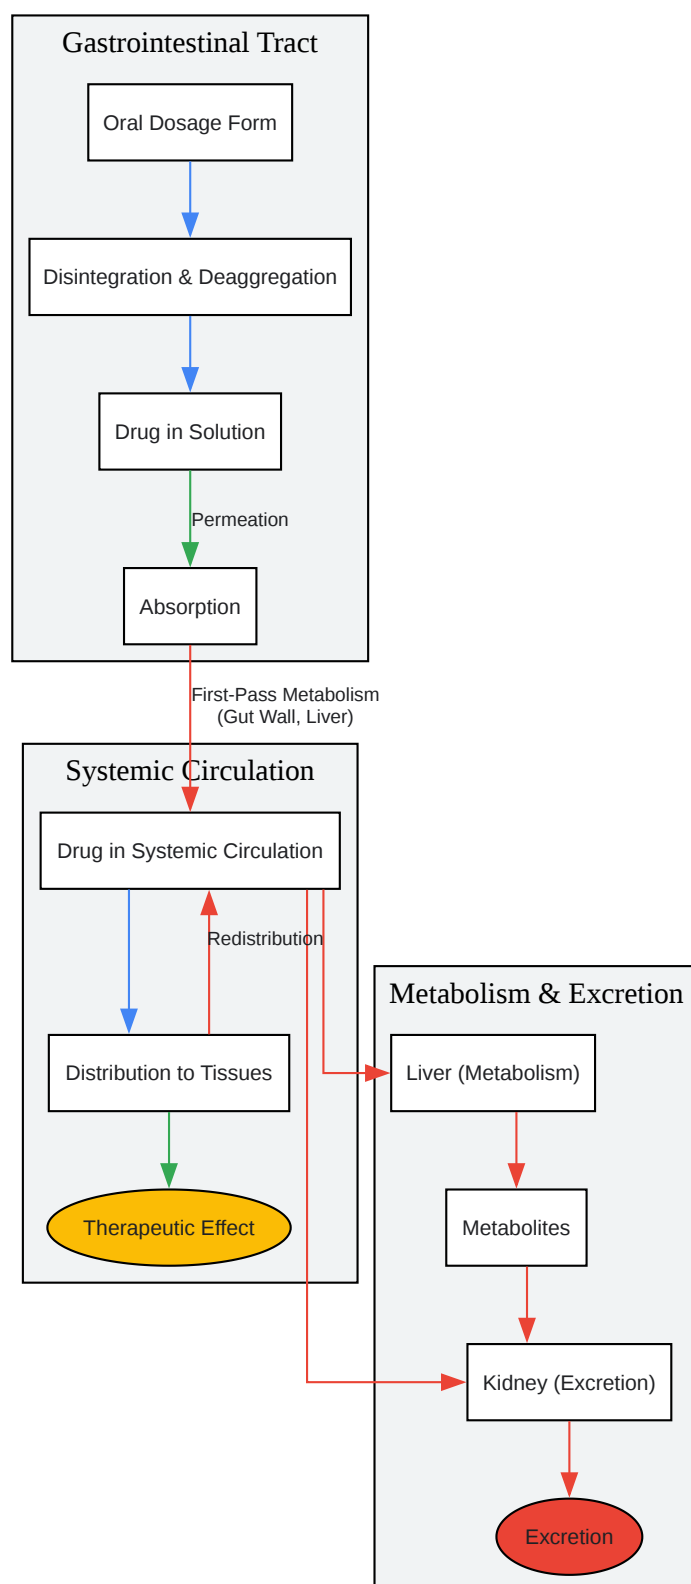 Gastrointestinal Tract
Oral Dosage Form
Disintegration & Deaggregation
Drug in Solution
Permeation
Absorption
First-Pass Metabolism
(Gut Wall, Liver)
Systemic Circulation
Drug in Systemic Circulation
Redistribution
Distribution to Tissues
Therapeutic Effect
Metabolism & Excretion
Liver (Metabolism)
Metabolites
Kidney (Excretion)
Excretion